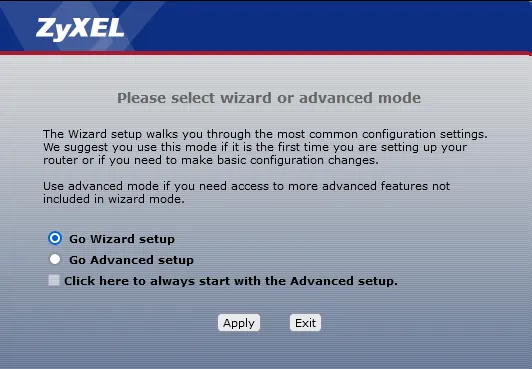 ZyXEL
Please select wizard or advanced mode
The Wizard setup walks you through the most common configuration settings.
We suggest you use this mode if it is the first time you are setting up your
router or if you need to make basic configuration changes.
Use advanced mode if you need access to more advanced features not
included in wizard mode.
Go Wizard setup
Go Advanced setup
Click here to always start with the Advanced setup.
Apply Exit